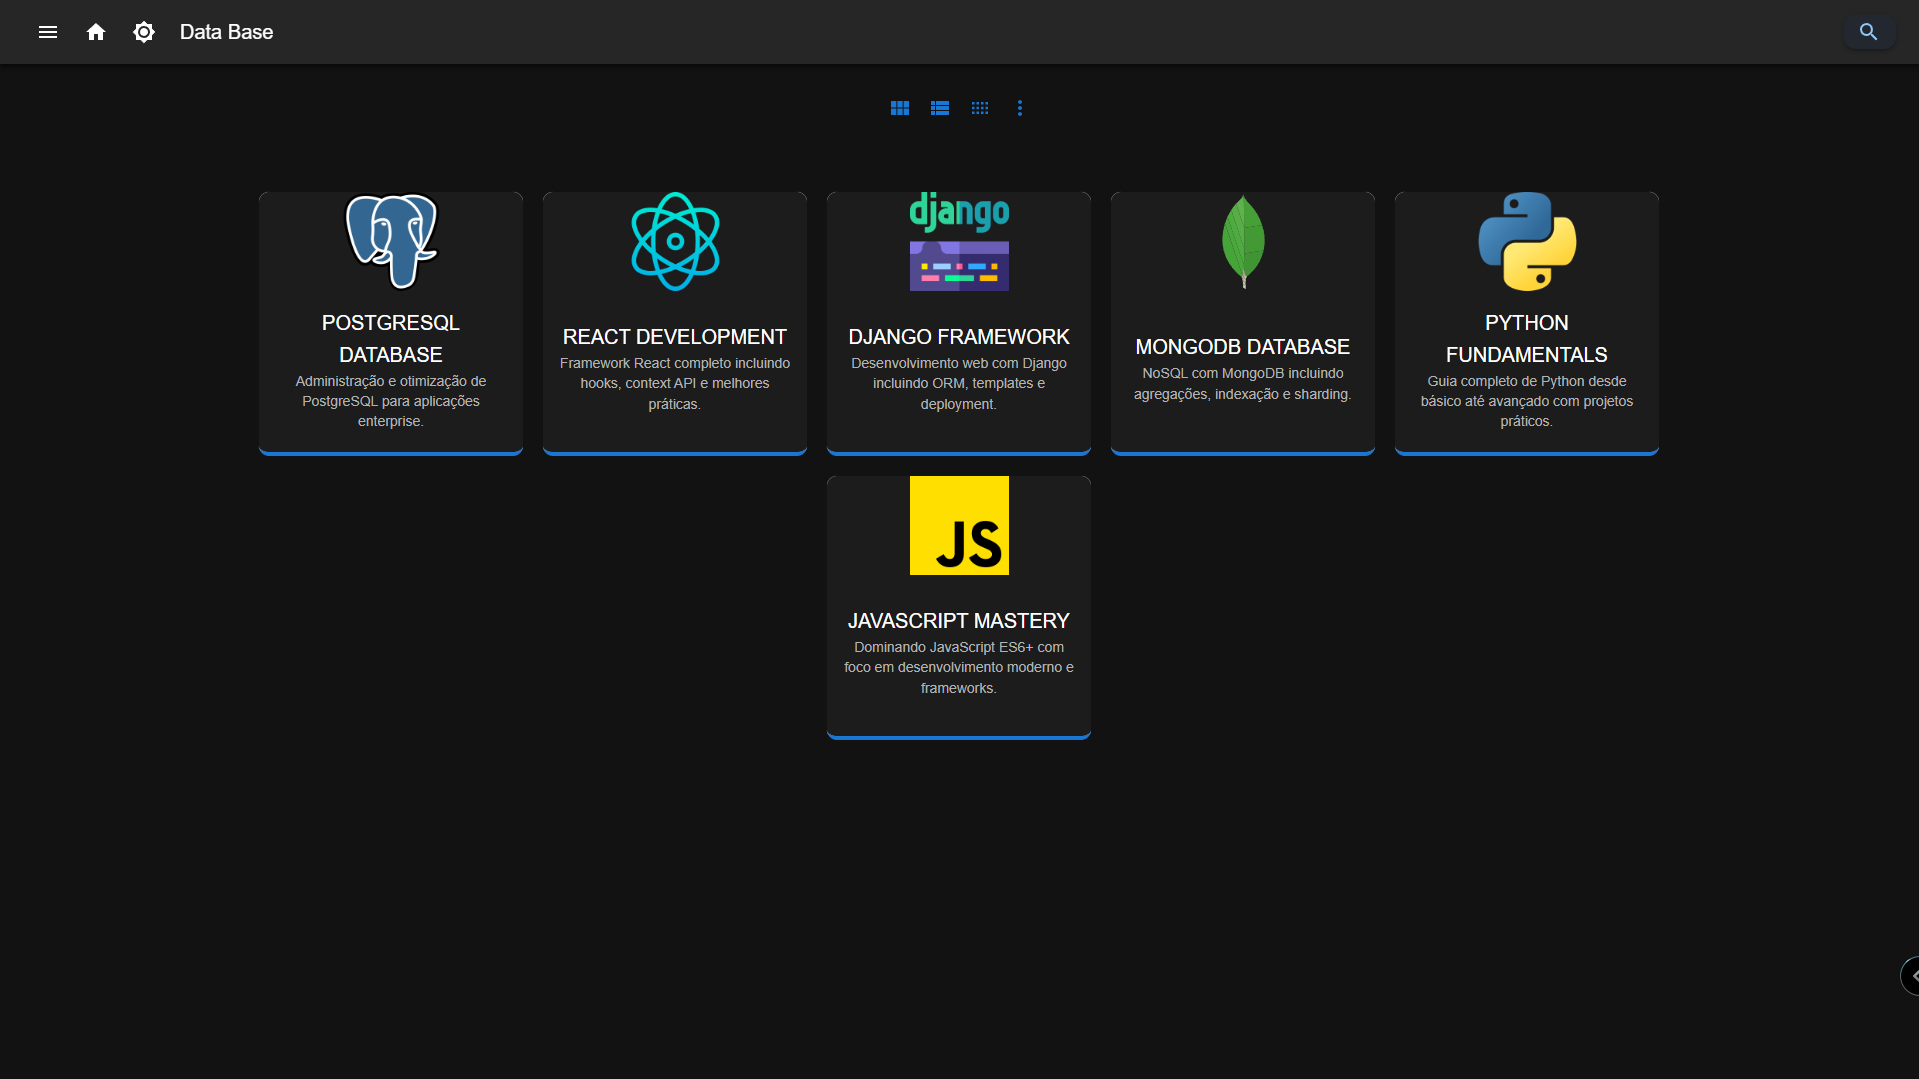 Data Base
POSTGRESQL
DATABASE
Administração e otimização de
PostgreSQL para aplicações
enterprise.
REACT DEVELOPMENT
Framework React completo incluindo
hooks, context API e melhores
práticas.
django
DJANGO FRAMEWORK
Desenvolvimento web com Django
incluindo ORM, templates e
deployment.
MONGODB DATABASE
NoSQL com MongoDB incluindo
agregações, indexação e sharding.
PYTHON
FUNDAMENTALS
Guia completo de Python desde
básico até avançado com projetos
práticos.
JS
JAVASCRIPT MASTERY
Dominando JavaScript ES6+ com
foco em desenvolvimento moderno e
frameworks.